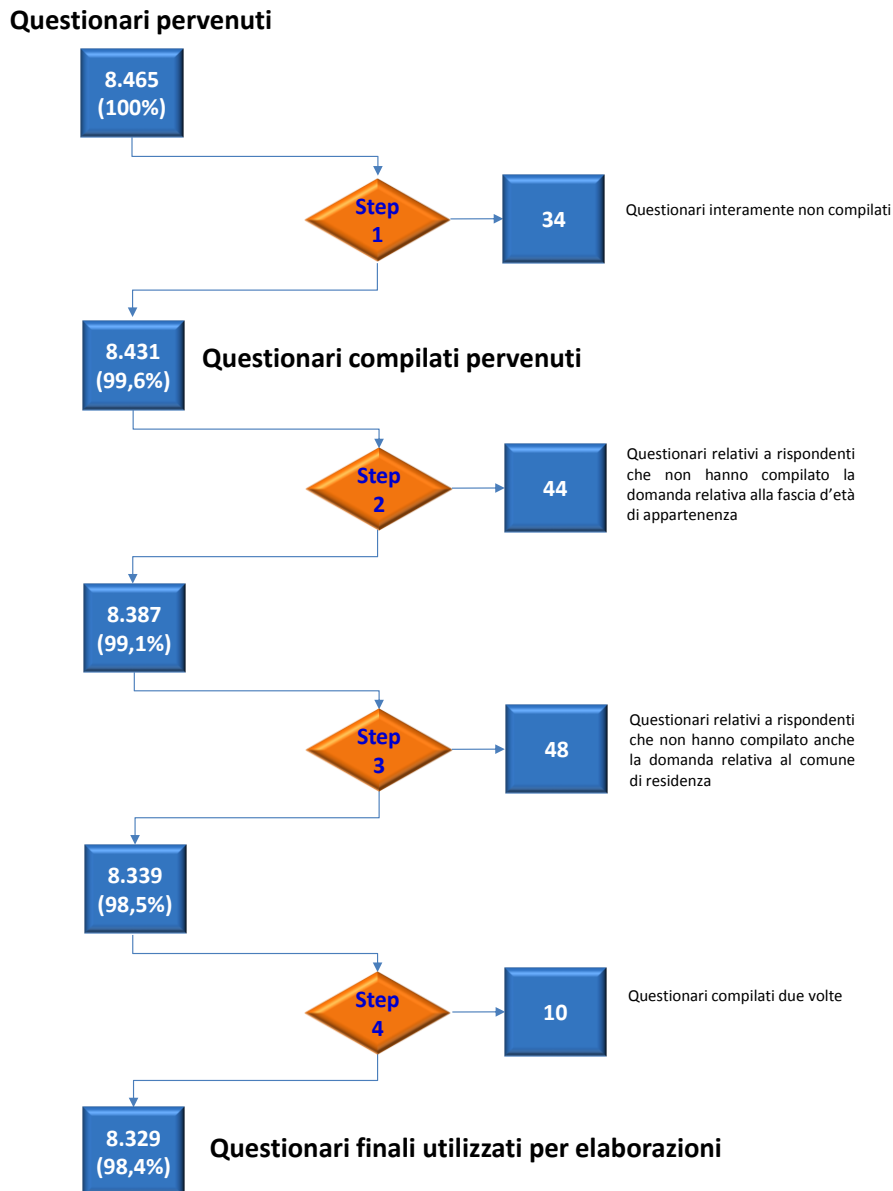 Questionari pervenuti
8.465
(100%)
Step
1
34
Questionari interamente non compilati
8.431
(99,6%)
Questionari compilati pervenuti
Step
2
44
Questionari relativi a rispondenti
che non hanno compilato la
domanda relativa alla fascia d'età
di appartenenza
8.387
(99,1%)
Step
3
48
Questionari relativi a rispondenti
che non hanno compilato anche
la domanda relativa al comune
di residenza
8.339
(98,5%)
Step
4
10
Questionari compilati due volte
8.329
(98,4%)
Questionari finali utilizzati per elaborazioni